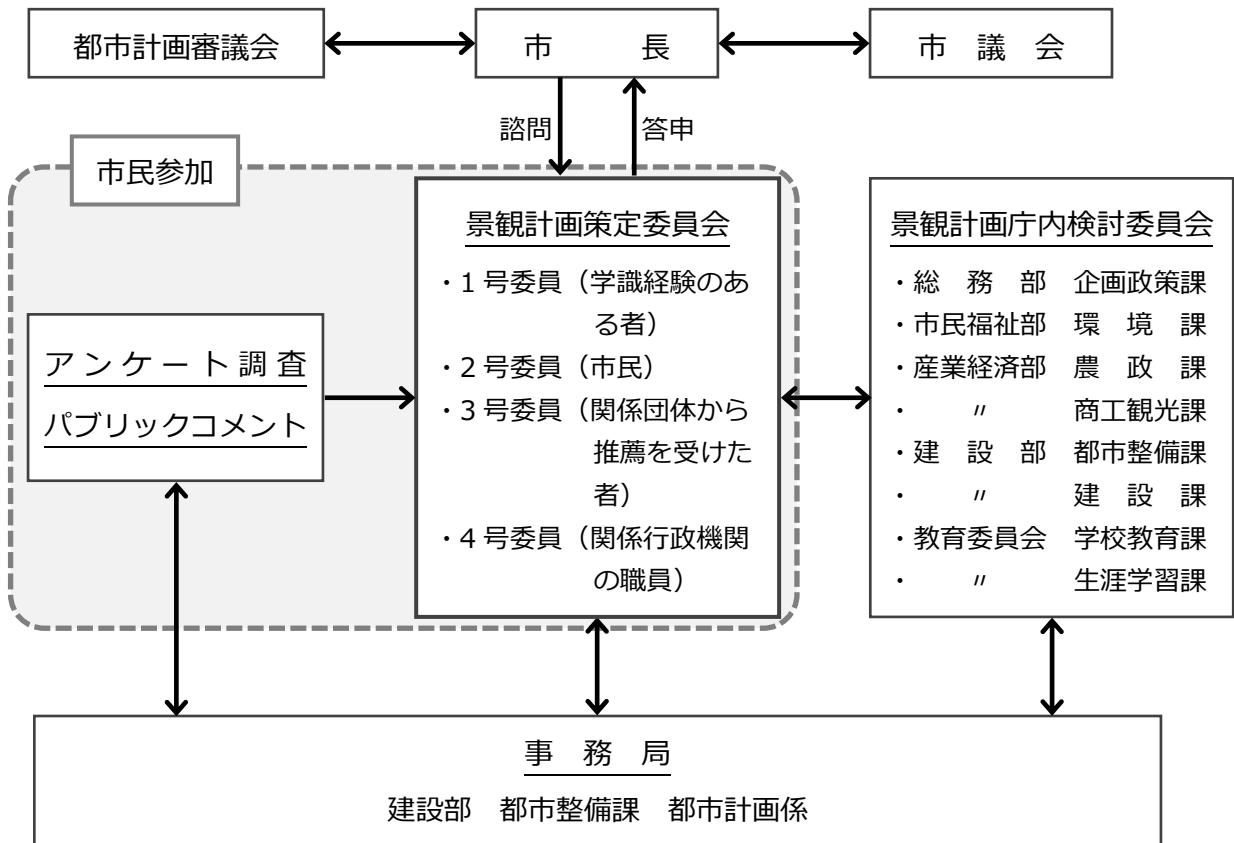 都市計画審議会
市　　　長
市　議　会
諮問
答申
市民参加
アンケート調査
パブリックコメント
景観計画策定委員会
・1号委員（学識経験のあ
る者）
・2号委員（市民）
・3号委員（関係団体から
推薦を受けた
者）
・4号委員（関係行政機関
の職員）
景観計画庁内検討委員会
・総　務　部　企画政策課
・市民福祉部　環　境　課
・産業経済部　農　政　課
・　　〃　　　商工観光課
・建　設　部　都市整備課
・　　〃　　　建　設　課
・教育委員会　学校教育課
・　　〃　　　生涯学習課
事　務　局
建設部　都市整備課　都市計画係